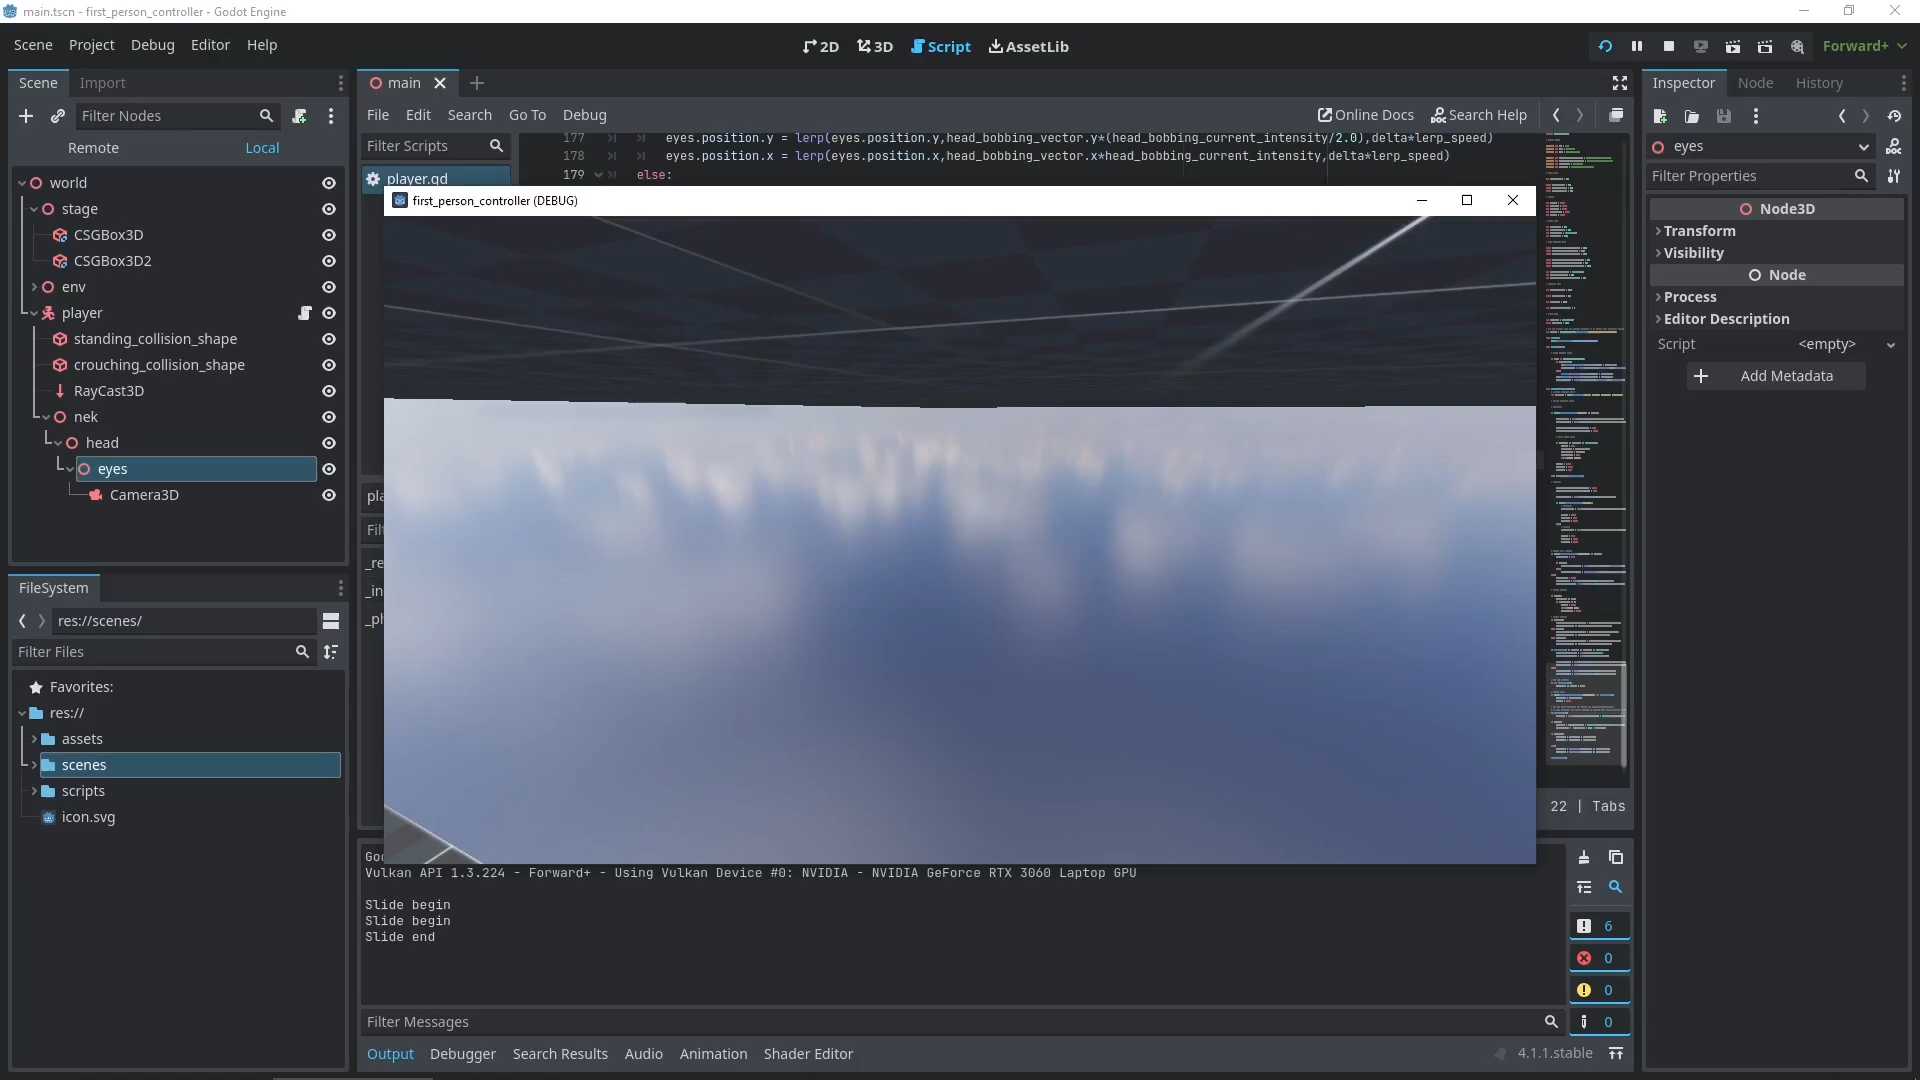 main.tscn - first_person_controller - Godot Engine
Scene Project Debug Editor Help
2D 3D Script AssetLib
Forward+
Scene Import
Filter Nodes
Remote Local
world
stage
CSGBox3D
CSGBox3D2
env
player
standing_collision_shape
crouching_collision_shape
RayCast3D
nek
head
eyes
Camera3D
FileSystem
res://scenes/
Filter Files
Favorites:
res://
assets
scenes
scripts
icon.svg
main
File Edit Search Go To Debug
Online Docs Search Help
Filter Scripts
player.gd
177 eyes.position.y = lerp(eyes.position.y,head_bobbing_vector.y*(head_bobbing_current_intensity/2.0),delta*lerp_speed)
178 eyes.position.x = lerp(eyes.position.x,head_bobbing_vector.x*head_bobbing_current_intensity,delta*lerp_speed)
179 else:
first_person_controller (DEBUG)
pla
Filt
_re
_in
_ph
22 | Tabs
God
Vulkan API 1.3.224 - Forward+ - Using Vulkan Device #0: NVIDIA - NVIDIA GeForce RTX 3060 Laptop GPU
Slide begin
Slide begin
Slide end
6
0
0
0
Filter Messages
Output Debugger Search Results Audio Animation Shader Editor
4.1.1.stable
Inspector Node History
eyes
Filter Properties
Node3D
Transform
Visibility
Node
Process
Editor Description
Script <empty>
Add Metadata